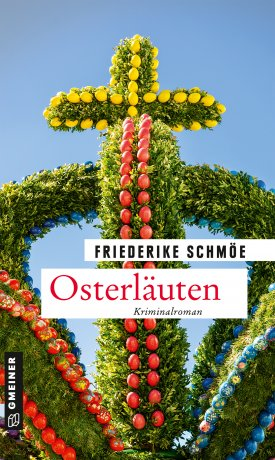 FRIEDERIKE SCHMÖE
Osterläuten
Kriminalroman
GMEINER